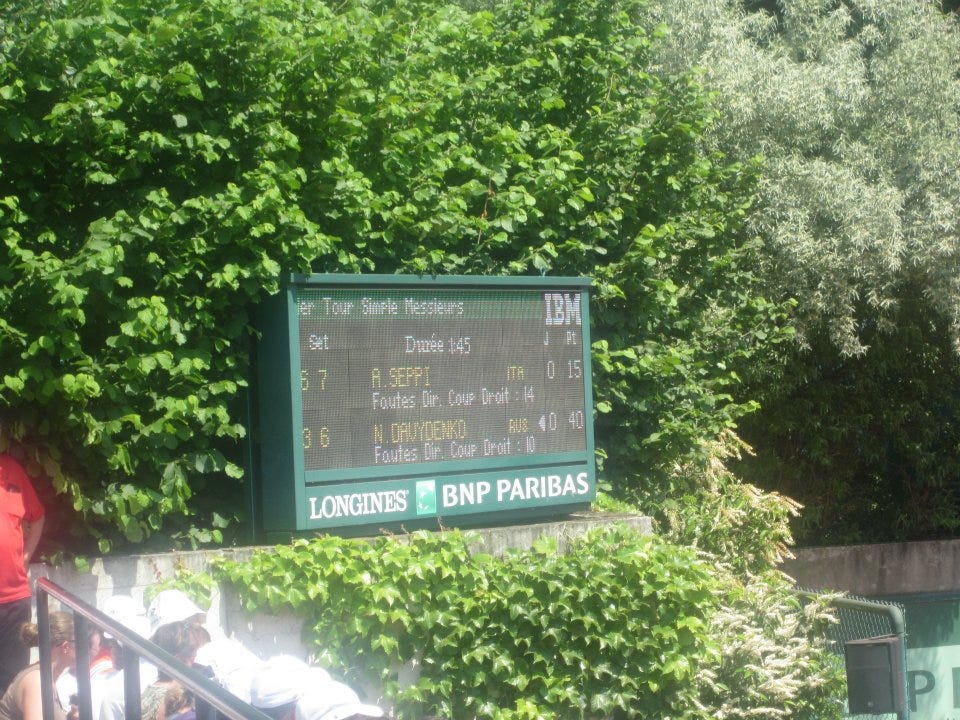 er Tour Simple Messieurs IBM
Set Durée 1:45 J Pt
6 7 A.SEPPI ITA 0 15
Fautes Dir. Coup Droit : 14
3 6 N.DAVYDENKO RUS 0 40
Fautes Dir. Coup Droit : 10
LONGINES BNP PARIBAS
P